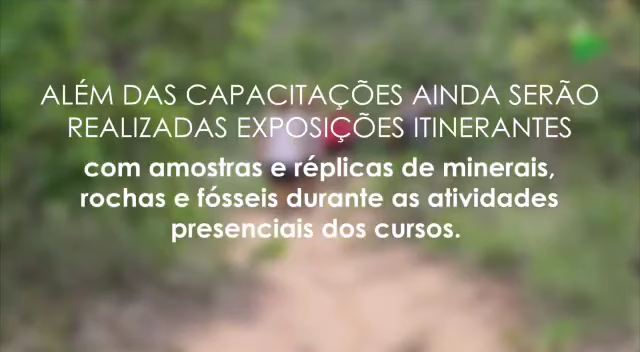 ALÉM DAS CAPACITAÇÕES AINDA SERÃO
REALIZADAS EXPOSIÇÕES ITINERANTES
com amostras e réplicas de minerais,
rochas e fósseis durante as atividades
presenciais dos cursos.